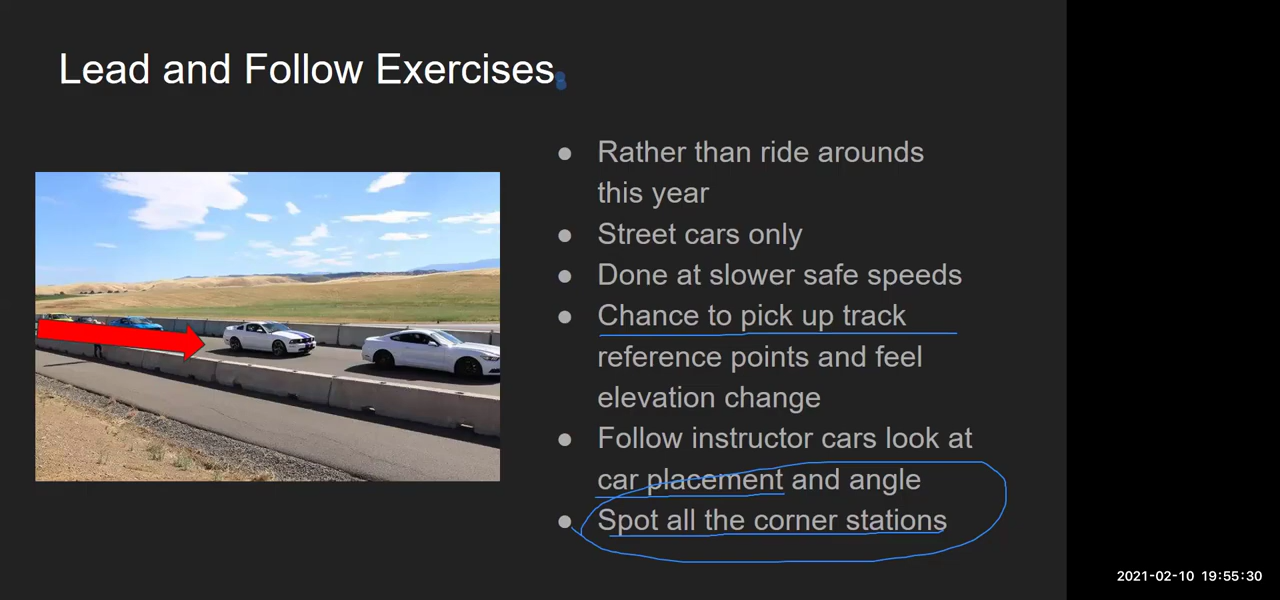 Lead and Follow Exercises
● Rather than ride arounds
this year
● Street cars only
● Done at slower safe speeds
● Chance to pick up track
reference points and feel
elevation change
● Follow instructor cars look at
car placement and angle
● Spot all the corner stations
2021-02-10 19:55:30